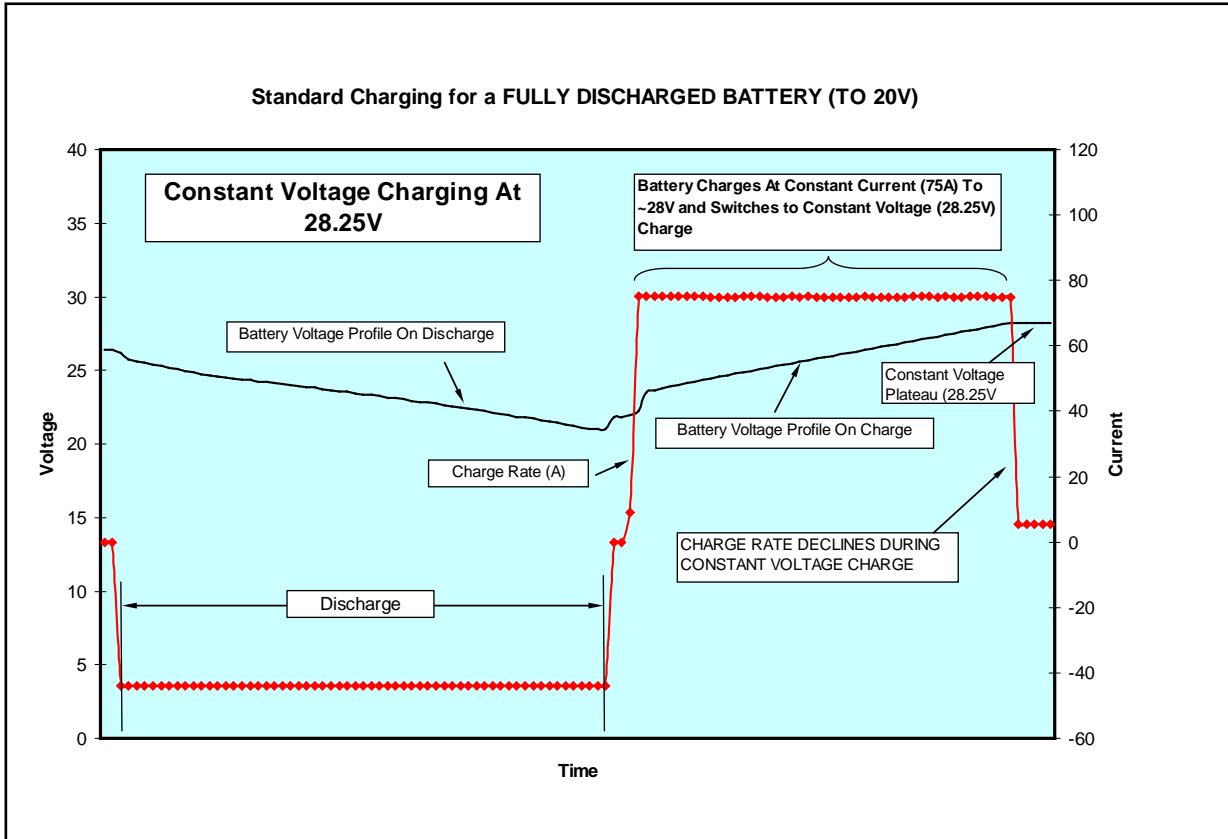 Standard Charging for a FULLY DISCHARGED BATTERY (TO 20V)
Constant Voltage Charging At
28.25V
Battery Charges At Constant Current (75A) To
~28V and Switches to Constant Voltage (28.25V)
Charge
Battery Voltage Profile On Discharge
Constant Voltage
Plateau (28.25V
Battery Voltage Profile On Charge
Charge Rate (A)
CHARGE RATE DECLINES DURING
CONSTANT VOLTAGE CHARGE
Discharge
Voltage
40
35
30
25
20
15
10
5
0
Current
120
100
80
60
40
20
0
-20
-40
-60
Time